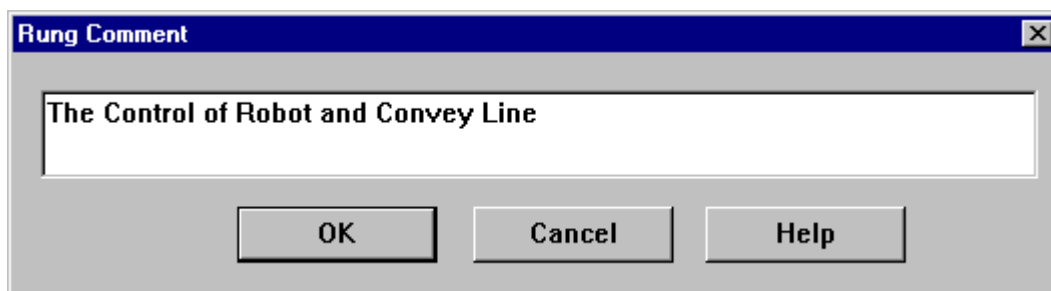 Rung Comment
The Control of Robot and Convey Line
OK Cancel Help